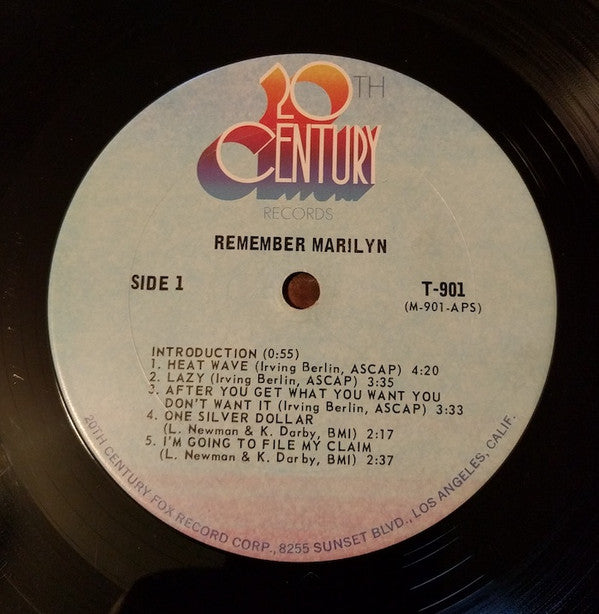 20TH
CENTURY
RECORDS
REMEMBER MARILYN
SIDE 1
T-901
(M-901-APS)
INTRODUCTION (0:55)
1. HEAT WAVE (Irving Berlin, ASCAP) 4:20
2. LAZY (Irving Berlin, ASCAP) 3:35
3. AFTER YOU GET WHAT YOU WANT YOU
DON'T WANT IT (Irving Berlin, ASCAP) 3:33
4. ONE SILVER DOLLAR
(L. Newman & K. Darby, BMI) 2:17
5. I'M GOING TO FILE MY CLAIM
(L. Newman & K. Darby, BMI) 2:37
20TH CENTURY FOX RECORD CORP., 8255 SUNSET BLVD., LOS ANGELES, CALIF.